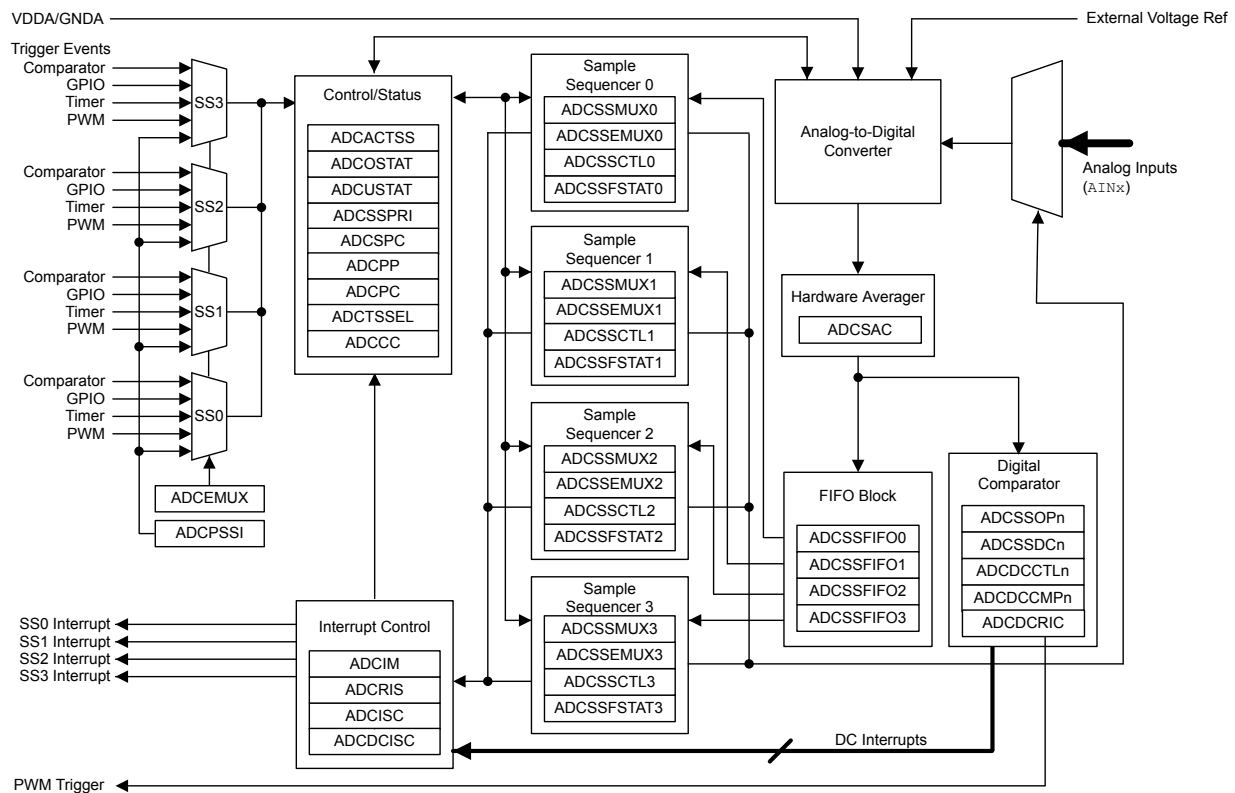 VDDA/GNDA
External Voltage Ref
Trigger Events
Comparator
GPIO
Timer
PWM
SS3
Comparator
GPIO
Timer
PWM
SS2
Comparator
GPIO
Timer
PWM
SS1
Comparator
GPIO
Timer
PWM
SS0
ADCEMUX
ADCPSSI
Control/Status
ADCACTSS
ADCOSTAT
ADCUSTAT
ADCSSPRI
ADCSPC
ADCPP
ADCPC
ADCTSSEL
ADCCC
Sample
Sequencer 0
ADCSSMUX0
ADCSSEMUX0
ADCSSCTL0
ADCSSFSTAT0
Sample
Sequencer 1
ADCSSMUX1
ADCSSEMUX1
ADCSSCTL1
ADCSSFSTAT1
Sample
Sequencer 2
ADCSSMUX2
ADCSSEMUX2
ADCSSCTL2
ADCSSFSTAT2
Sample
Sequencer 3
ADCSSMUX3
ADCSSEMUX3
ADCSSCTL3
ADCSSFSTAT3
Analog-to-Digital
Converter
Analog Inputs
(AINx)
Hardware Averager
ADCSAC
FIFO Block
ADCSSFIFO0
ADCSSFIFO1
ADCSSFIFO2
ADCSSFIFO3
Digital
Comparator
ADCSSOPn
ADCSSDCn
ADCDCCTLn
ADCDCCMPn
ADCDCRIC
SS0 Interrupt
SS1 Interrupt
SS2 Interrupt
SS3 Interrupt
Interrupt Control
ADCIM
ADCRIS
ADCISC
ADCDCISC
DC Interrupts
PWM Trigger